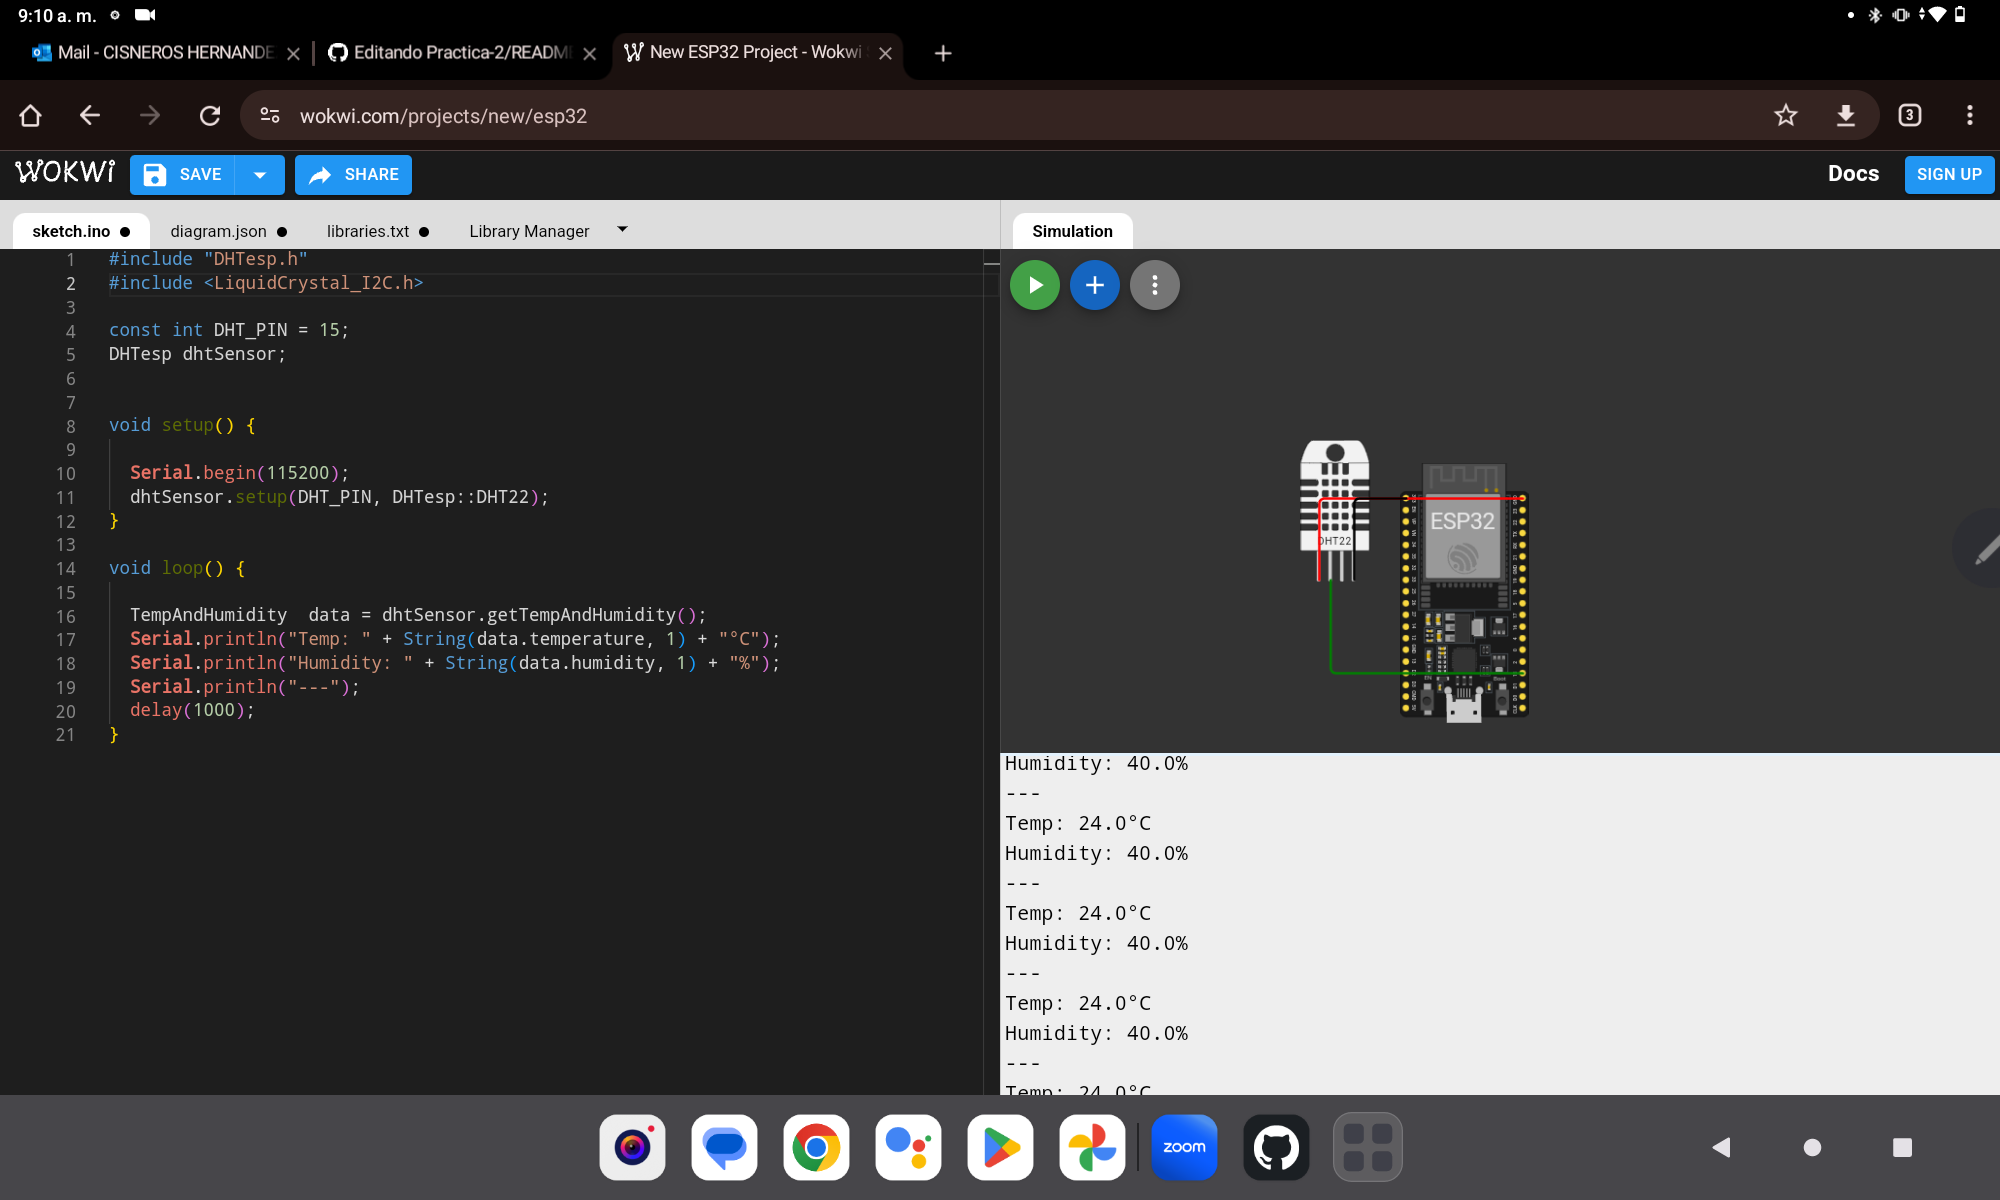 9:10 a. m.
Mail - CISNEROS HERNANDE
Editando Practica-2/READM
New ESP32 Project - Wokwi
wokwi.com/projects/new/esp32
3
WOKWi
SAVE
SHARE
Docs
SIGN UP
sketch.ino
diagram.json
libraries.txt
Library Manager
Simulation
1 #include "DHTesp.h"
2 #include <LiquidCrystal_I2C.h>
3
4 const int DHT_PIN = 15;
5 DHTesp dhtSensor;
6
7
8 void setup() {
9
10 Serial.begin(115200);
11 dhtSensor.setup(DHT_PIN, DHTesp::DHT22);
12 }
13
14 void loop() {
15
16 TempAndHumidity  data = dhtSensor.getTempAndHumidity();
17 Serial.println("Temp: " + String(data.temperature, 1) + "°C");
18 Serial.println("Humidity: " + String(data.humidity, 1) + "%");
19 Serial.println("---");
20 delay(1000);
21 }
DHT22
ESP32
Humidity: 40.0%
---
Temp: 24.0°C
Humidity: 40.0%
---
Temp: 24.0°C
Humidity: 40.0%
---
Temp: 24.0°C
Humidity: 40.0%
---
Temp: 24.0°C
zoom